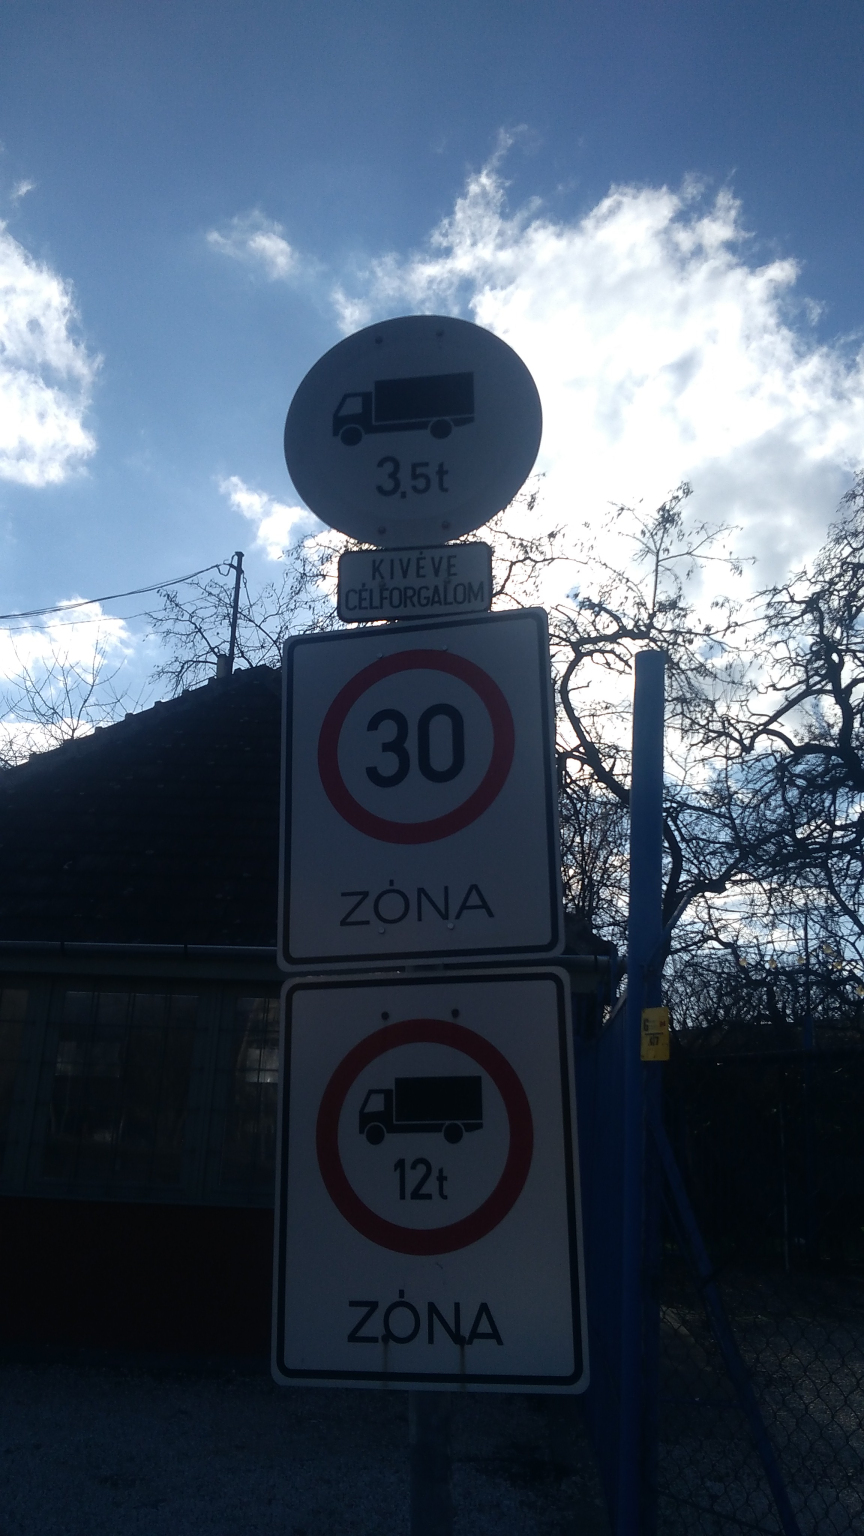 3,5t
KIVÉVE
CÉLFORGALOM
30
ZÓNA
12t
ZÓNA